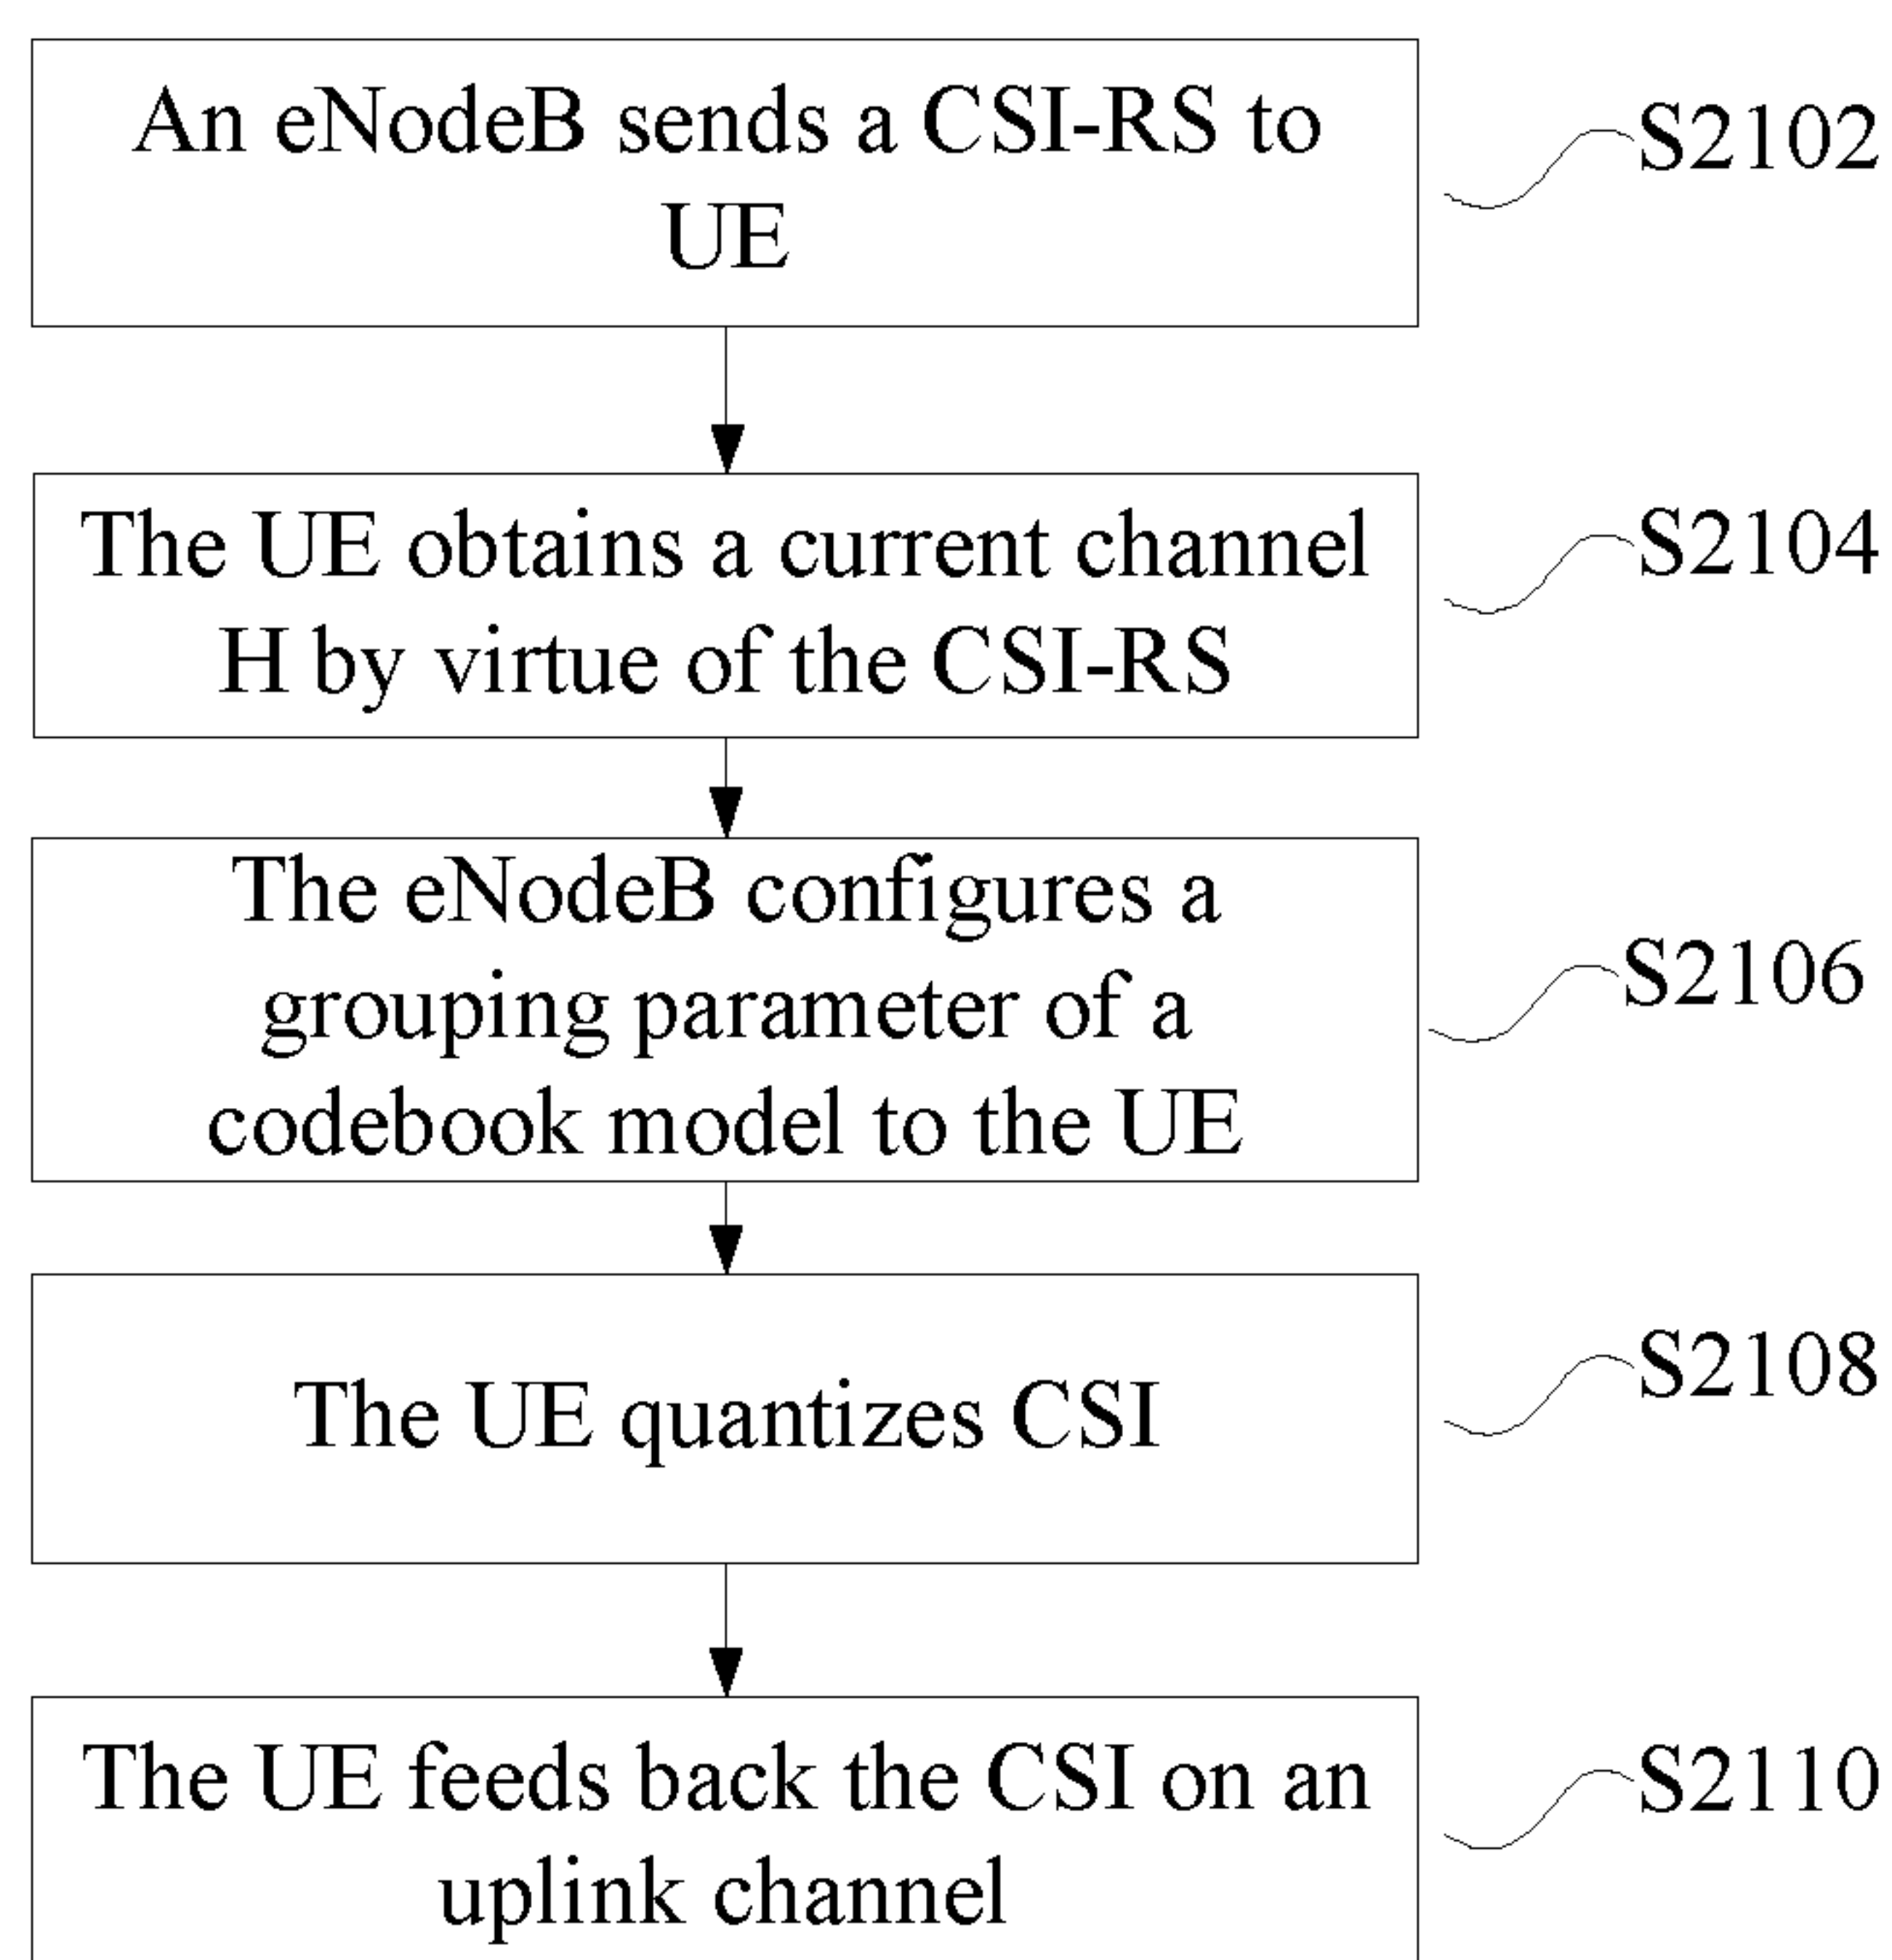 An eNodeB sends a CSI-RS to
UE
S2102
The UE obtains a current channel
H by virtue of the CSI-RS
S2104
The eNodeB configures a
grouping parameter of a
codebook model to the UE
S2106
The UE quantizes CSI
S2108
The UE feeds back the CSI on an
uplink channel
S2110